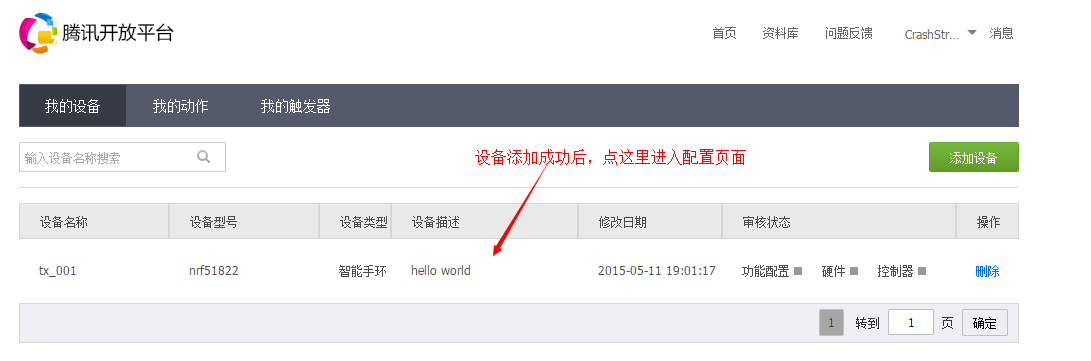 腾讯开放平台
首页 资料库 问题反馈 CrashStr... 消息
我的设备 我的动作 我的触发器
输入设备名称搜索 设备添加成功后，点这里进入配置页面 添加设备
设备名称 设备型号 设备类型 设备描述 修改日期 审核状态 操作
tx_001 nrf51822 智能手环 hello world 2015-05-11 19:01:17 功能配置 硬件 控制器 删除
1 转到 1 页 确定